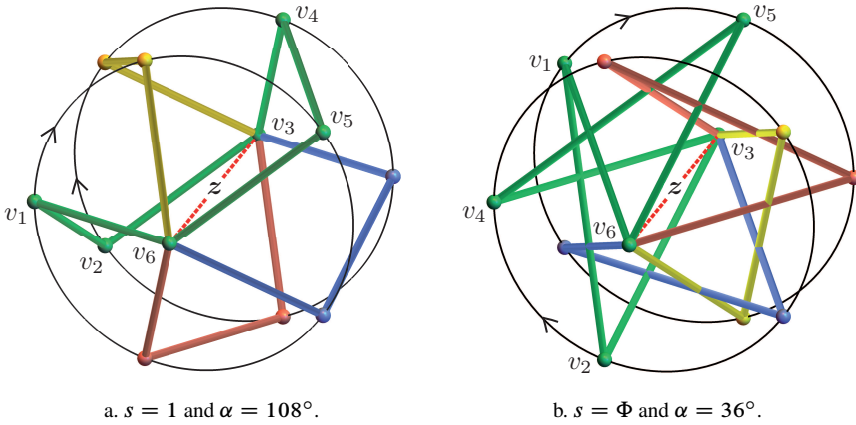 v₄
v₃
v₅
z
v₁
v₂
v₆
v₅
v₁
v₃
z
v₄
v₆
v₂
a. s = 1 and α = 108°.
b. s = Φ and α = 36°.